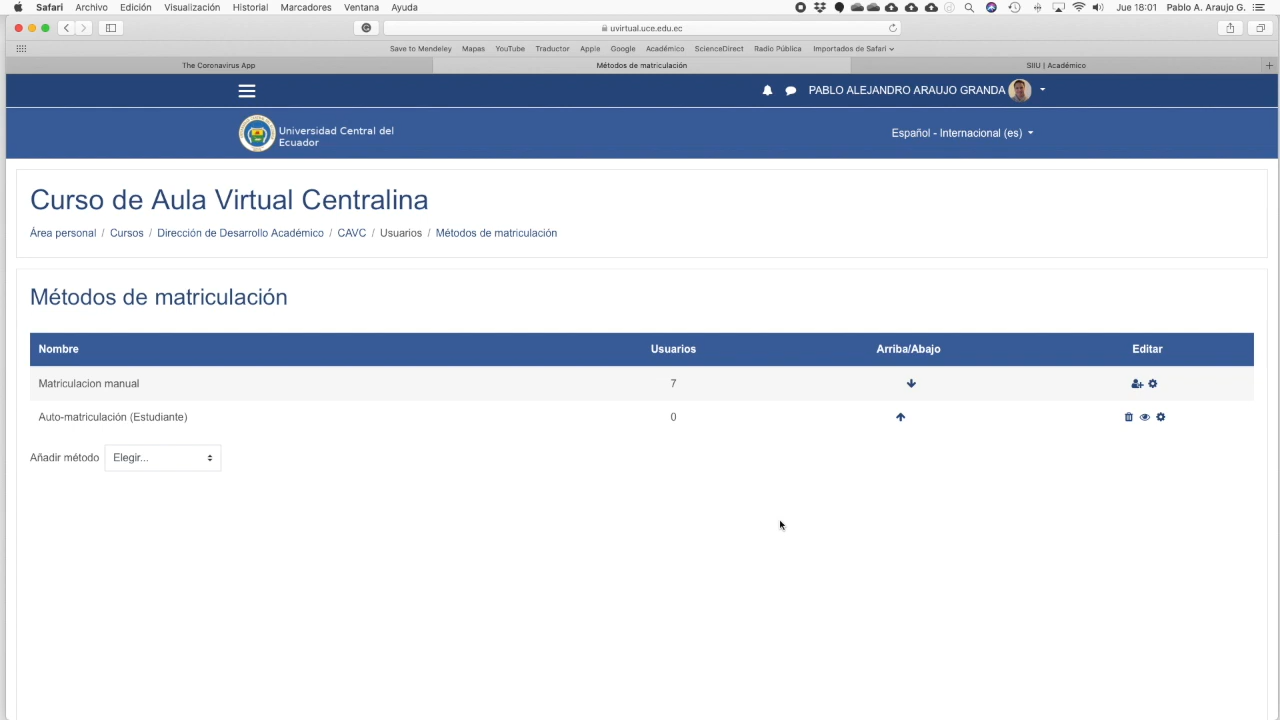 Safari Archivo Edición Visualización Historial Marcadores Ventana Ayuda Jue 18:01 Pablo A. Araujo G.
uvirtual.uce.edu.ec
Save to Mendeley Mapas YouTube Traductor Apple Google Académico ScienceDirect Radio Pública Importados de Safari
The Coronavirus App Métodos de matriculación SIIU | Académico
PABLO ALEJANDRO ARAUJO GRANDA
Universidad Central del
Ecuador
Español - Internacional (es)
Curso de Aula Virtual Centralina
Área personal / Cursos / Dirección de Desarrollo Académico / CAVC / Usuarios / Métodos de matriculación
Métodos de matriculación
Nombre Usuarios Arriba/Abajo Editar
Matriculacion manual 7
Auto-matriculación (Estudiante) 0
Añadir método Elegir...